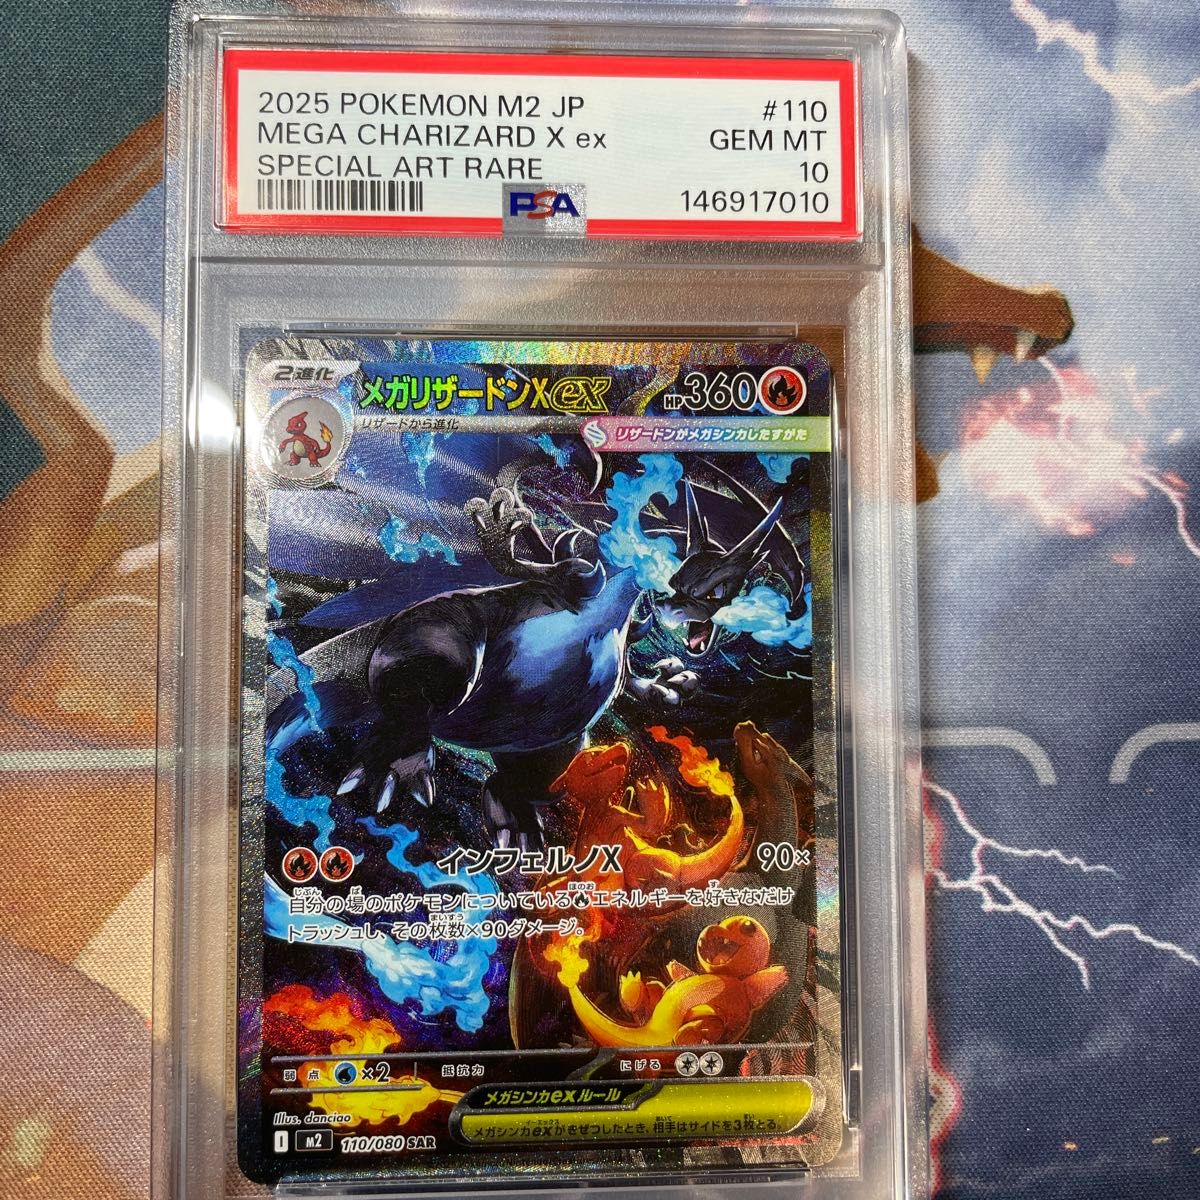 2025 POKEMON M2 JP
#110
MEGA CHARIZARD X ex
GEM MT
SPECIAL ART RARE
10
PSA
146917010
2進化
メガリザードンXex
HP360
リザードから進化
リザードンがメガシンカしたすがた
インフェルノX
90×
自分の場のポケモンについているエネルギーを好きなだけ
トラッシュし、その枚数×90ダメージ。
弱点
×2
抵抗力
にげる
メガシンカexルール
メガシンカexがきぜつしたとき、相手はサイドを3枚とる。
Illus. danciao
I
M2
110/080 SAR